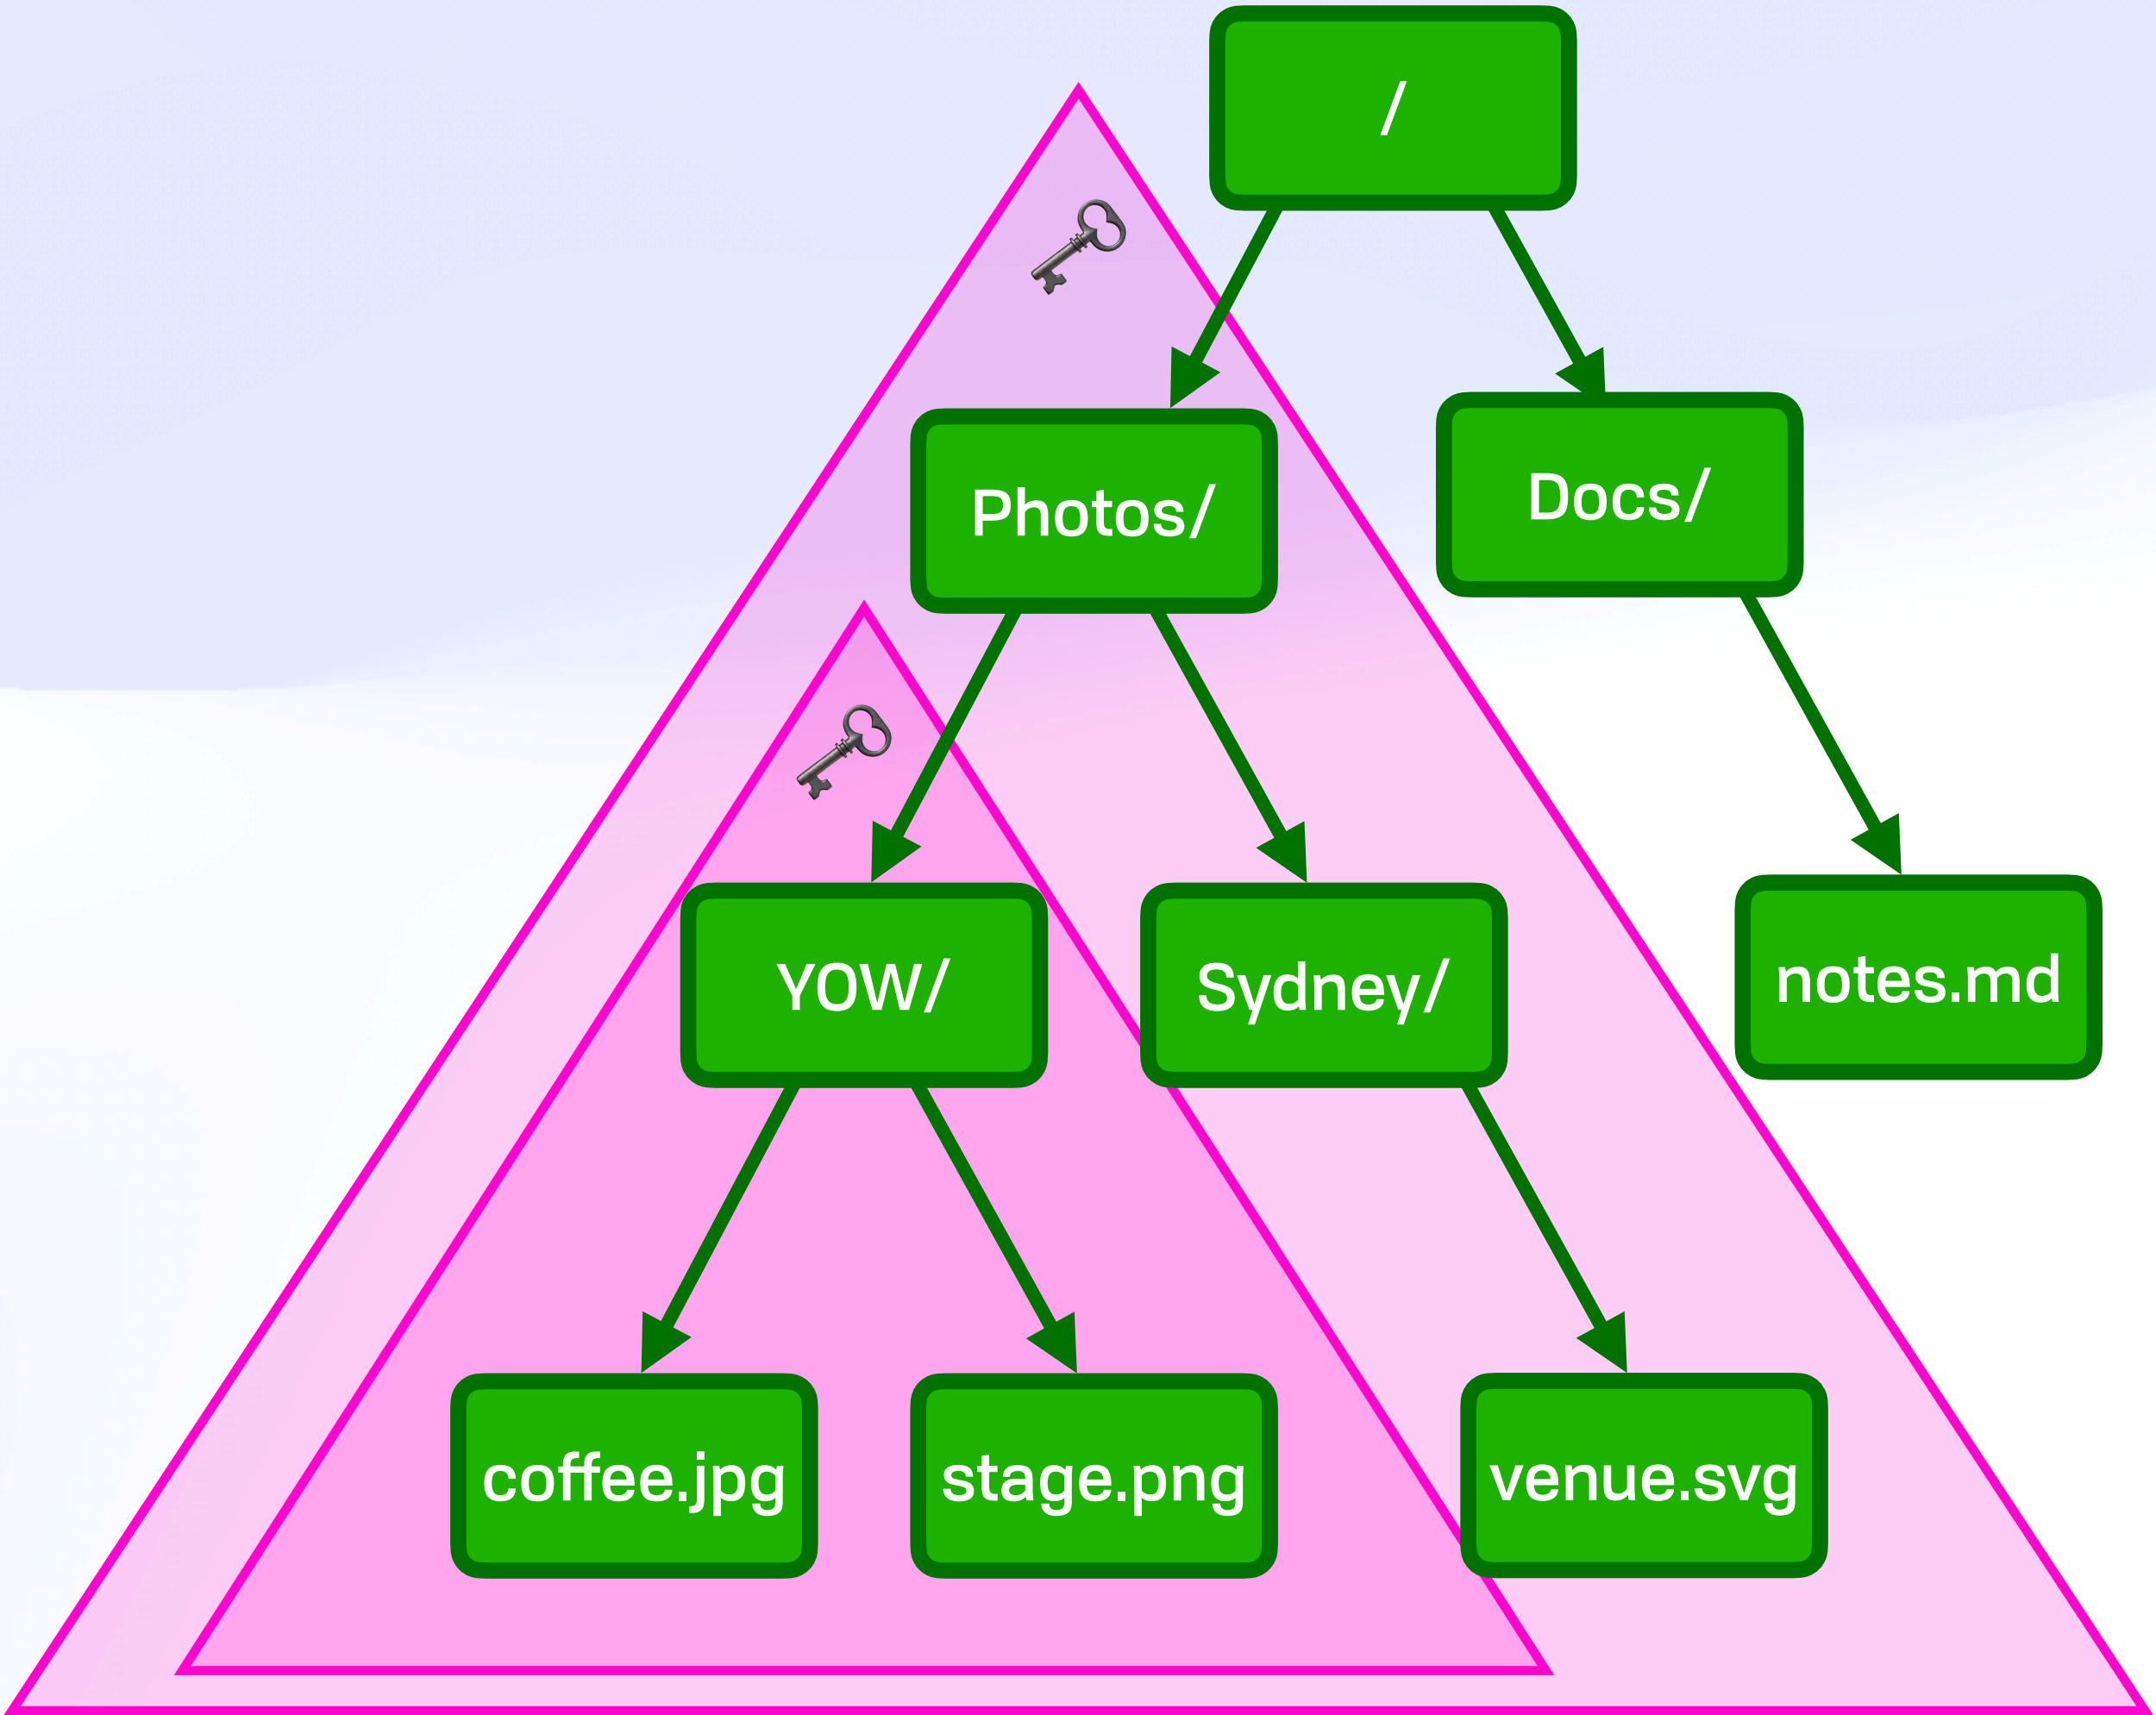 /
Photos/
Docs/
YOW/
Sydney/
notes.md
coffee.jpg
stage.png
venue.svg